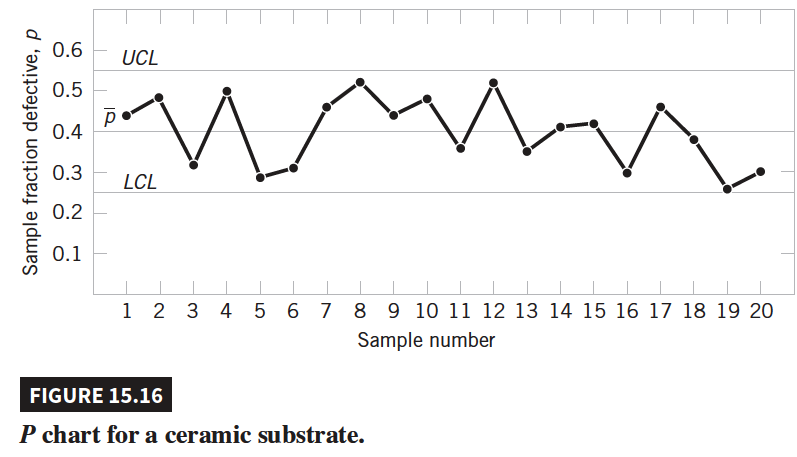 Sample fraction defective, p
0.6
UCL
0.5
p̅
0.4
0.3
LCL
0.2
0.1
1 2 3 4 5 6 7 8 9 10 11 12 13 14 15 16 17 18 19 20
Sample number
FIGURE 15.16
P chart for a ceramic substrate.